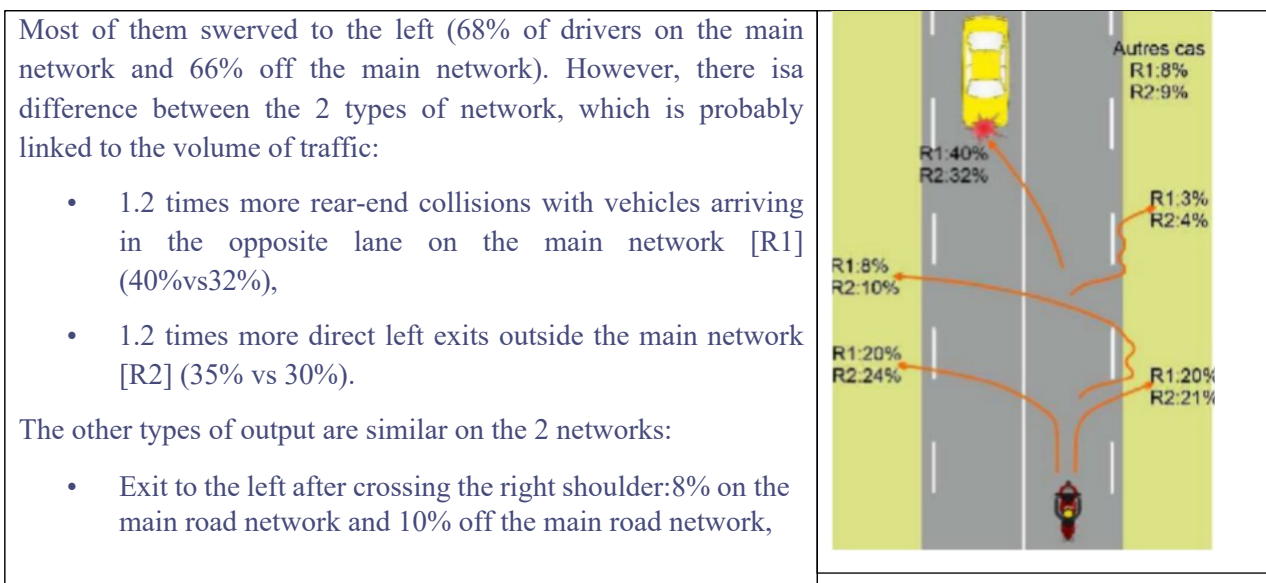 Most of them swerved to the left (68% of drivers on the main
network and 66% off the main network). However, there isa
difference between the 2 types of network, which is probably
linked to the volume of traffic:
• 1.2 times more rear-end collisions with vehicles arriving
in the opposite lane on the main network [R1]
(40%vs32%),
• 1.2 times more direct left exits outside the main network
[R2] (35% vs 30%).
The other types of output are similar on the 2 networks:
• Exit to the left after crossing the right shoulder:8% on the
main road network and 10% off the main road network,
Autres cas
R1:8%
R2:9%
R1:40%
R2:32%
R1:3%
R2:4%
R1:8%
R2:10%
R1:20%
R2:24%
R1:20%
R2:21%